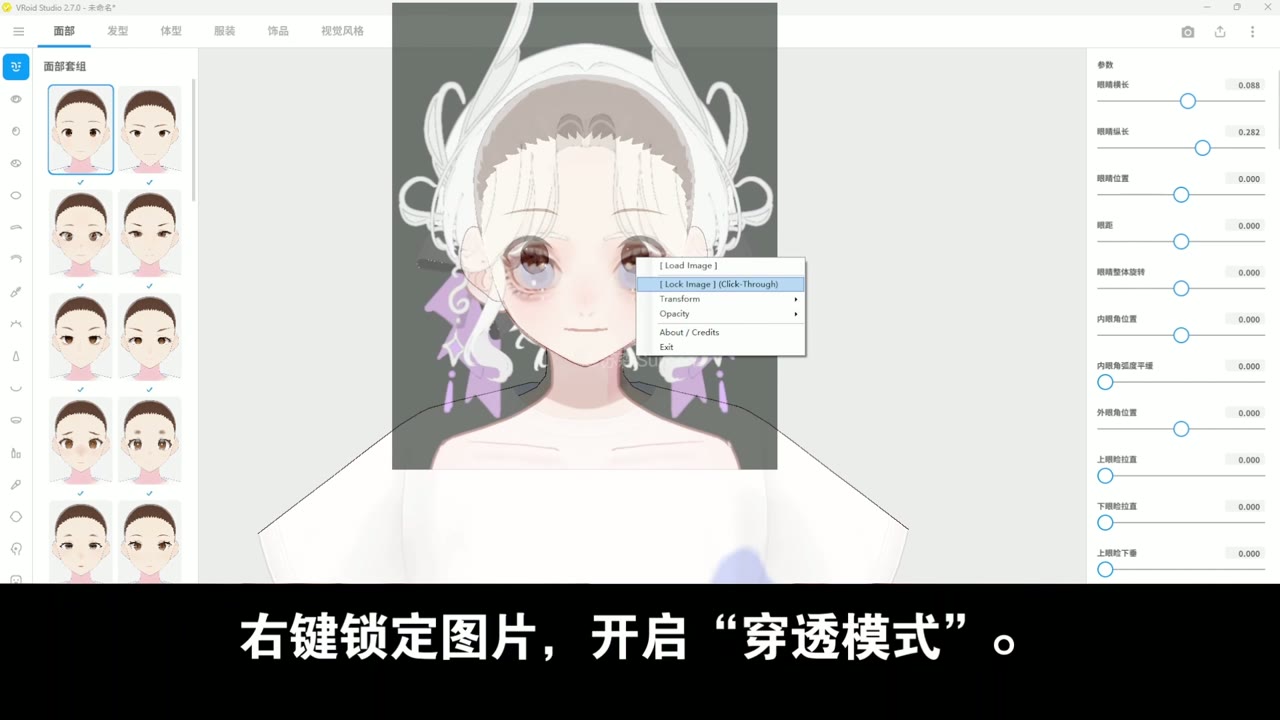 VRoid Studio 2.7.0 - 未命名*
面部 发型 体型 服装 饰品 视觉风格
面部套组
[ Load Image ]
[ Lock Image ] (Click-Through)
Transform
Opacity
About / Credits
Exit
参数
眼睛横长 0.088
眼睛纵长 0.282
眼睛位置 0.000
眼距 0.000
眼睛整体旋转 0.000
内眼角位置 0.000
内眼角弧度平缓 0.000
外眼角位置 0.000
上眼睑拉直 0.000
下眼睑拉直 0.000
上眼睑下垂 0.000
右键锁定图片，开启“穿透模式”。